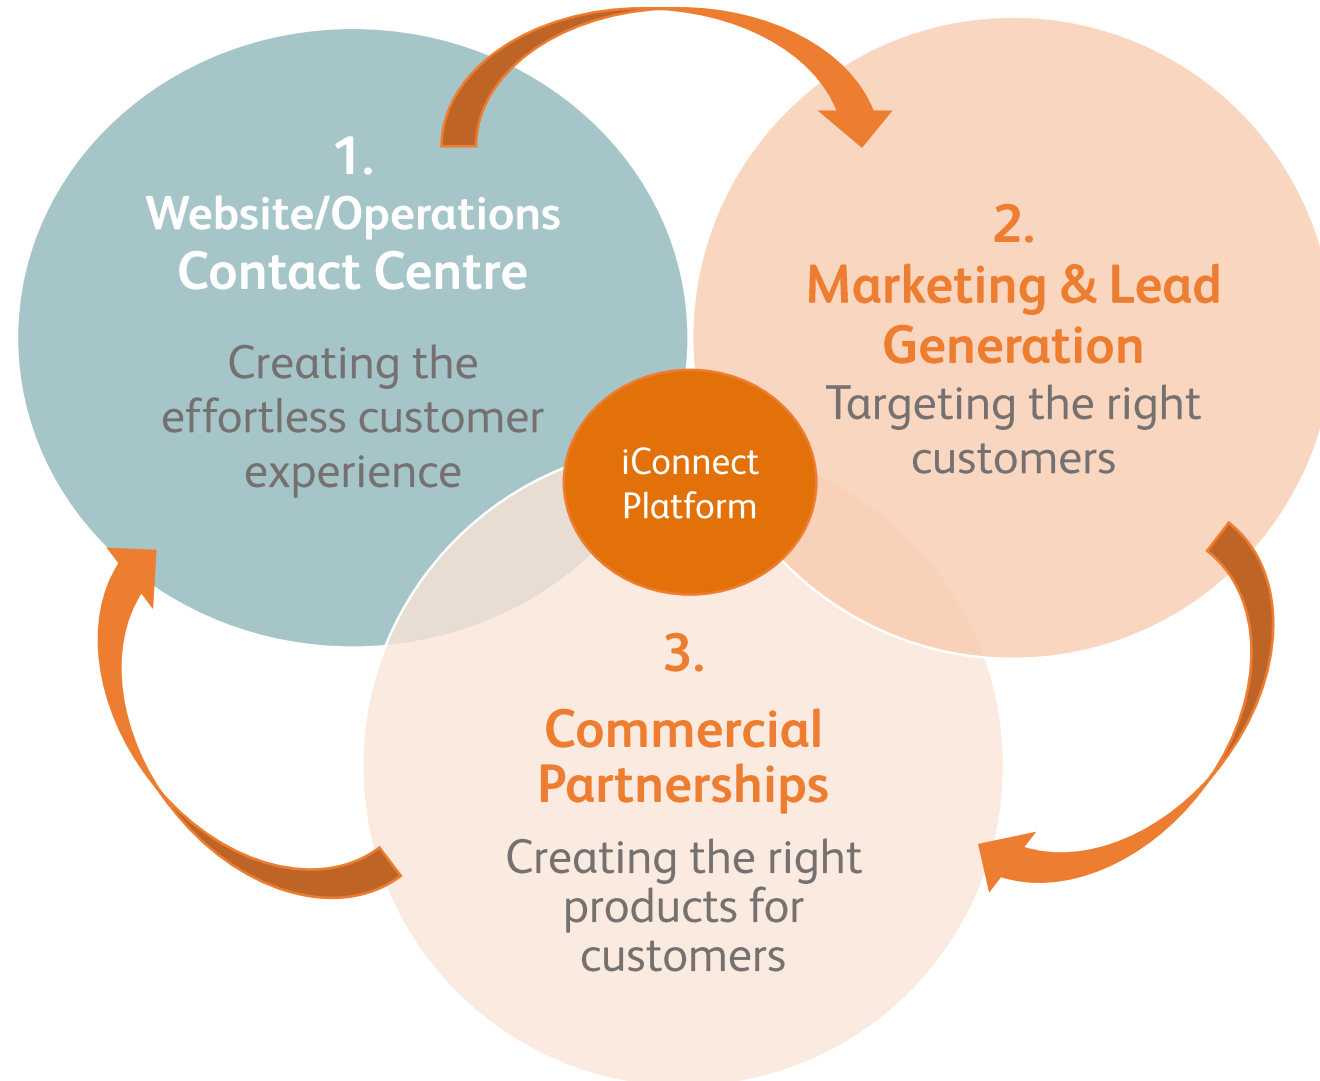 1.
Website/Operations
Contact Centre
Creating the
effortless customer
experience
2.
Marketing & Lead
Generation
Targeting the right
customers
iConnect
Platform
3.
Commercial
Partnerships
Creating the right
products for
customers